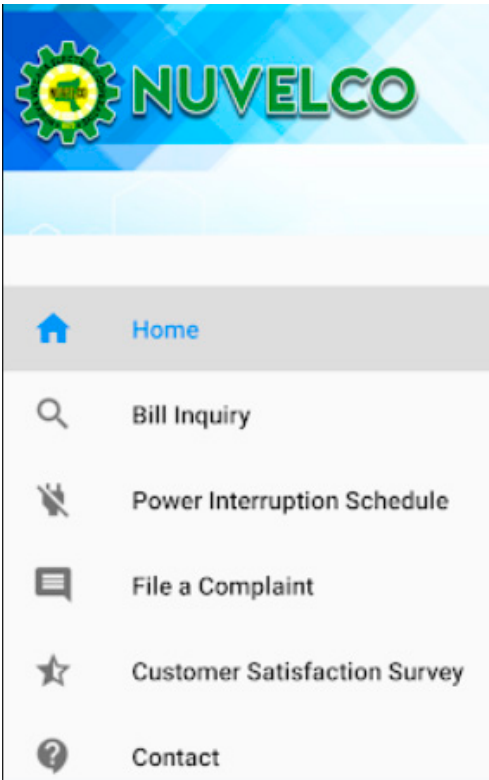 NUVELCO
Home
Bill Inquiry
Power Interruption Schedule
File a Complaint
Customer Satisfaction Survey
Contact